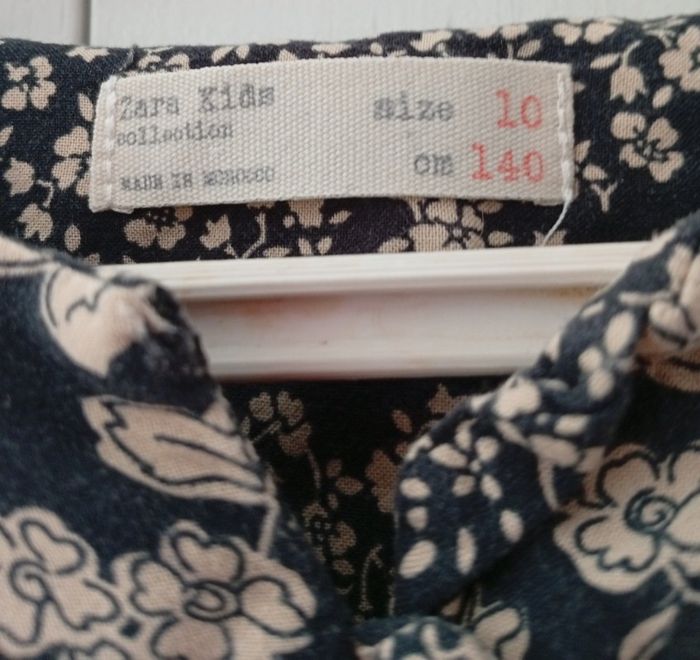 Zara Kids
collection
MADE IN MOROCCO
size 10
cm 140